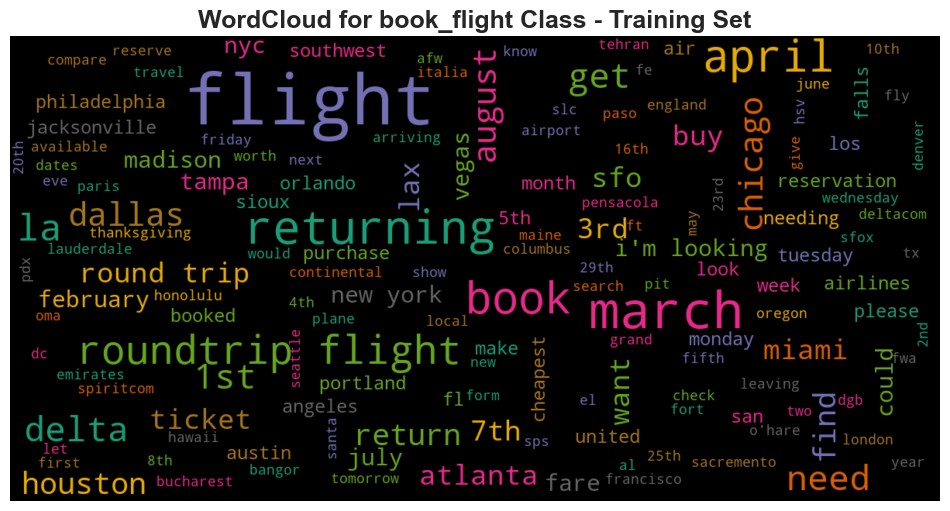 WordCloud for book_flight Class - Training Set
compare
reserve
nyc
southwest
afw
know
tehran
air
april
10th
travel
flight
italia
august
get
fe
june
falls
fly
philadelphia
england
chicago
hsv
jacksonville
friday
arriving
slc
paso
buy
los
available
madison
worth
next
vegas
airport
16th
give
denver
20th
dates
eve
paris
tampa
orlando
lax
month
sfo
23rd
reservation
wednesday
sioux
pensacola
la
dallas
returning
5th
3rd
ft
may
needing
deltacom
thanksgiving
maine
sfox
lauderdale
would
purchase
columbus
i'm looking
tuesday
tx
pdx
round trip
continental
show
29th
look
week
airlines
search
pit
february
honolulu
new york
book
march
oregon
please
oma
booked
4th
plane
local
2nd
dc
roundtrip flight
seattle
make
new
grand
monday
fifth
miami
fwa
emirates
spiritcom
1st
portland
cheapest
want
leaving
could
fl
form
el
check
fort
two
dgb
angeles
delta
ticket
return
7th
san
o'hare
find
let
hawaii
santa
sps
united
london
first
8th
austin
july
al
25th
sacramento
year
houston
bucharest
bangor
tomorrow
atlanta
fare
francisco
need